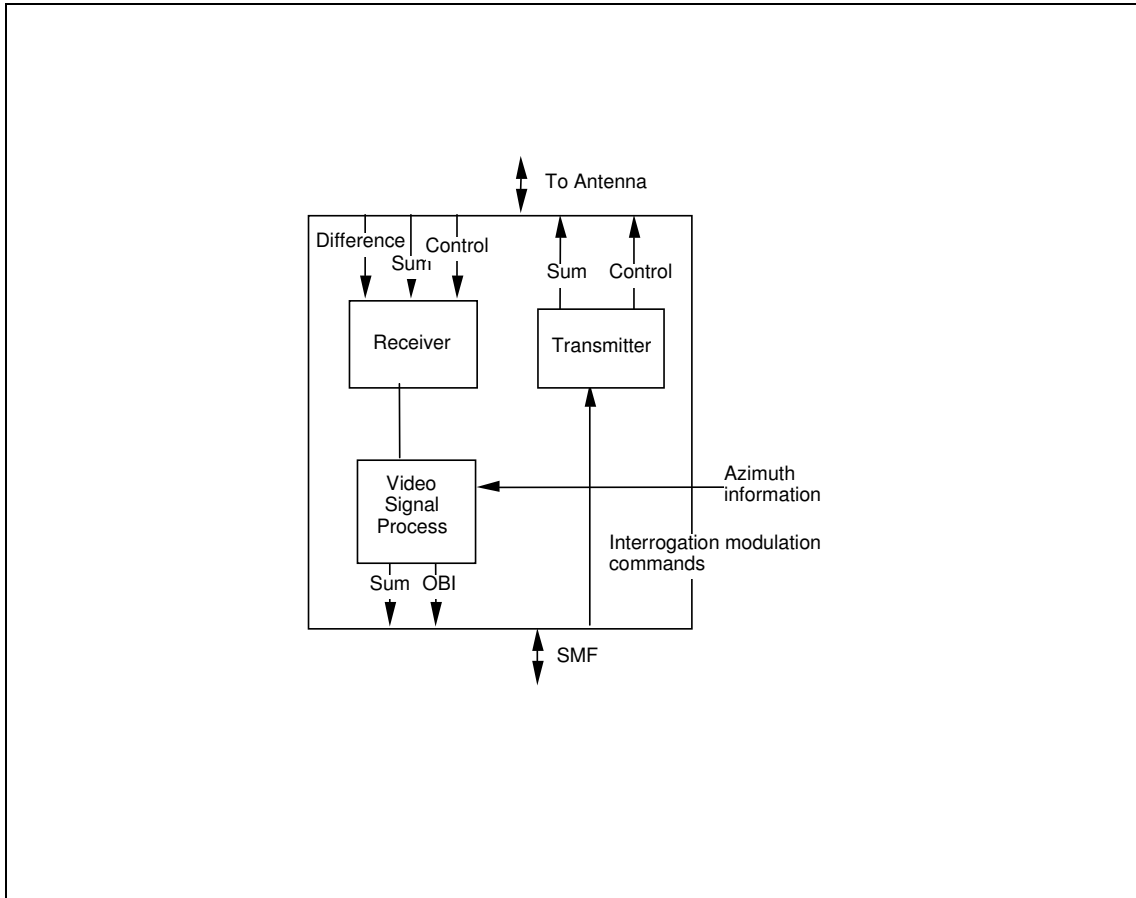 To Antenna
Difference
Sum
Control
Sum
Control
Receiver
Transmitter
Video
Signal
Process
Azimuth
information
Interrogation modulation
commands
Sum
OBI
SMF